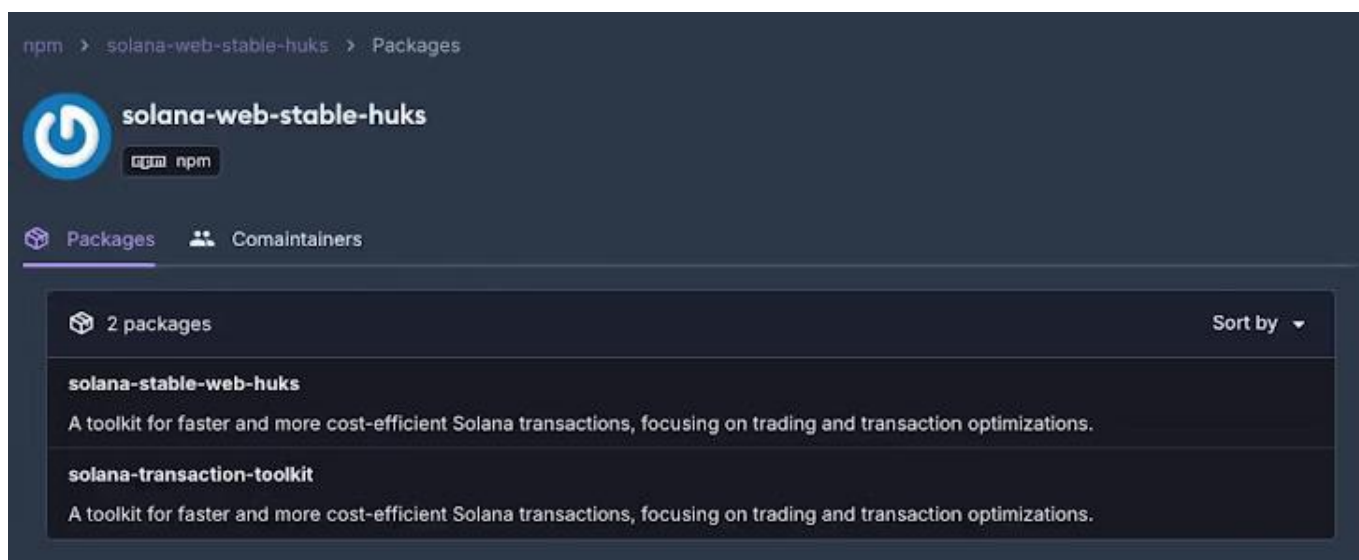 npm > solana-web-stable-huks > Packages
solana-web-stable-huks
npm npm
Packages Comaintainers
2 packages Sort by
solana-stable-web-huks
A toolkit for faster and more cost-efficient Solana transactions, focusing on trading and transaction optimizations.
solana-transaction-toolkit
A toolkit for faster and more cost-efficient Solana transactions, focusing on trading and transaction optimizations.